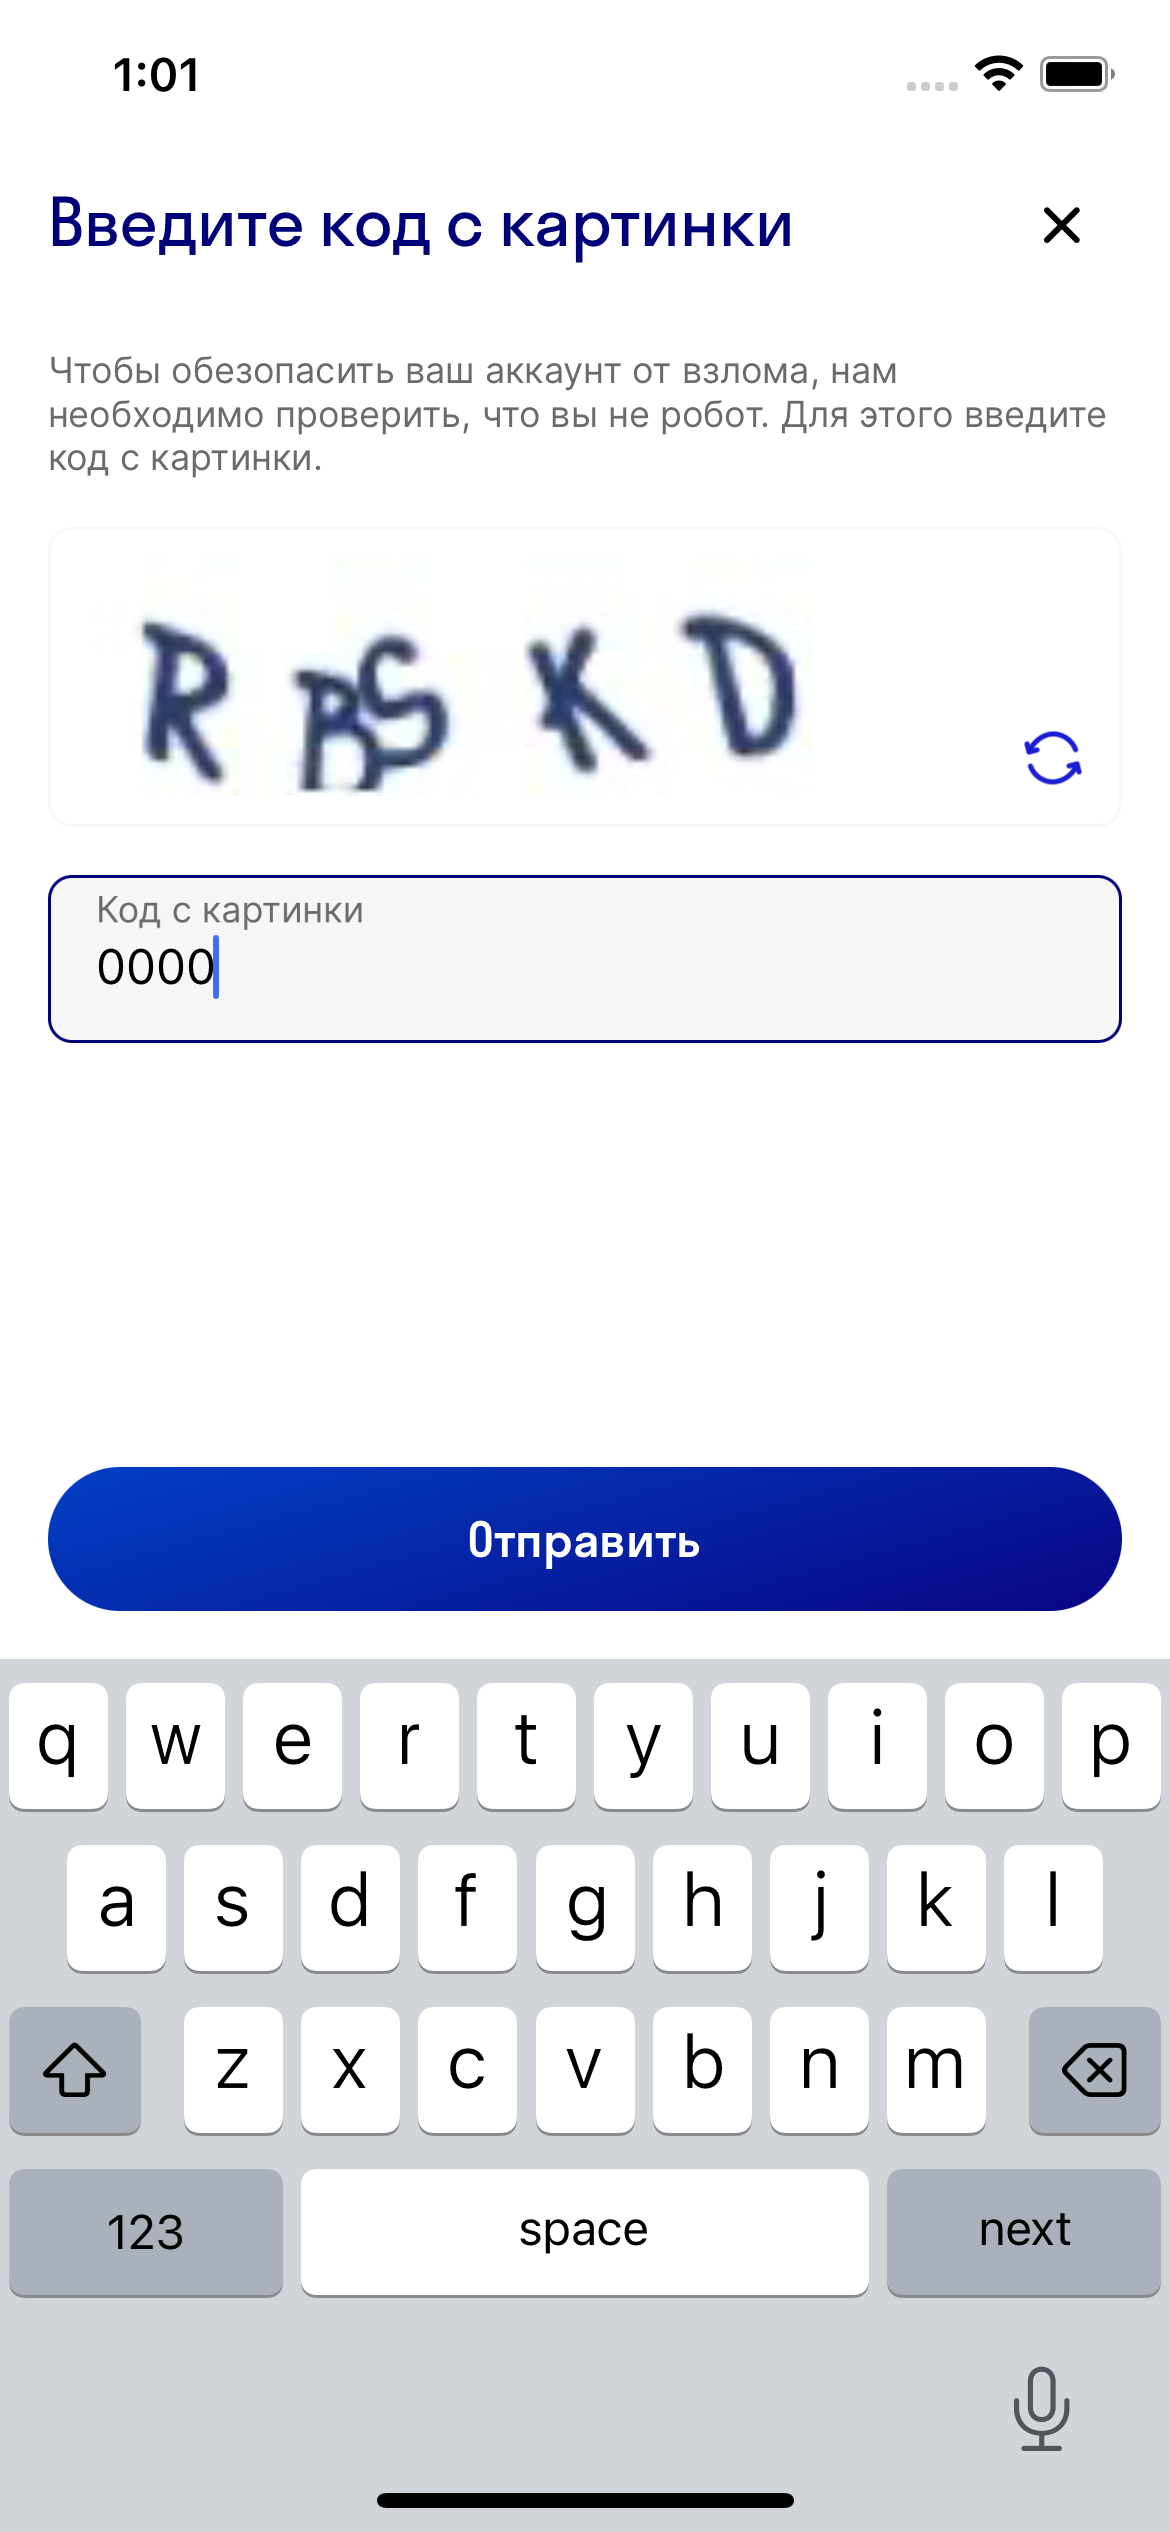 1:01
Введите код с картинки
Чтобы обезопасить ваш аккаунт от взлома, нам
необходимо проверить, что вы не робот. Для этого введите
код с картинки.
R B S K D
Код с картинки
0000
Отправить
q w e r t y u i o p
a s d f g h j k l
z x c v b n m
123 space next